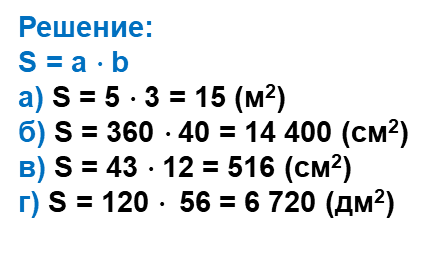 Решение:
S = a · b
а) S = 5 · 3 = 15 (м²)
б) S = 360 · 40 = 14 400 (см²)
в) S = 43 · 12 = 516 (см²)
г) S = 120 · 56 = 6 720 (дм²)